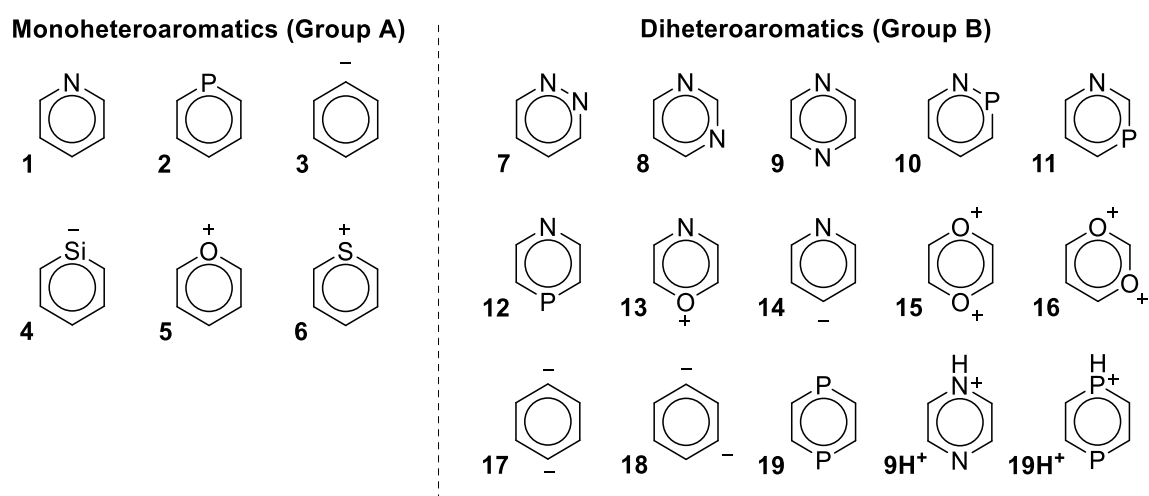 Monoheteroaromatics (Group A)
Diheteroaromatics (Group B)
N
1
P
2
−
3
N
N
7
N
N
8
N
N
9
N
P
10
N
P
11
−
Si
4
+
O
5
+
S
6
N
P
12
N
O
+
13
N
−
14
O+
O+
15
O+
O+
16
−
−
17
−
−
18
P
P
19
H
N+
N
9H+
H
P+
P
19H+